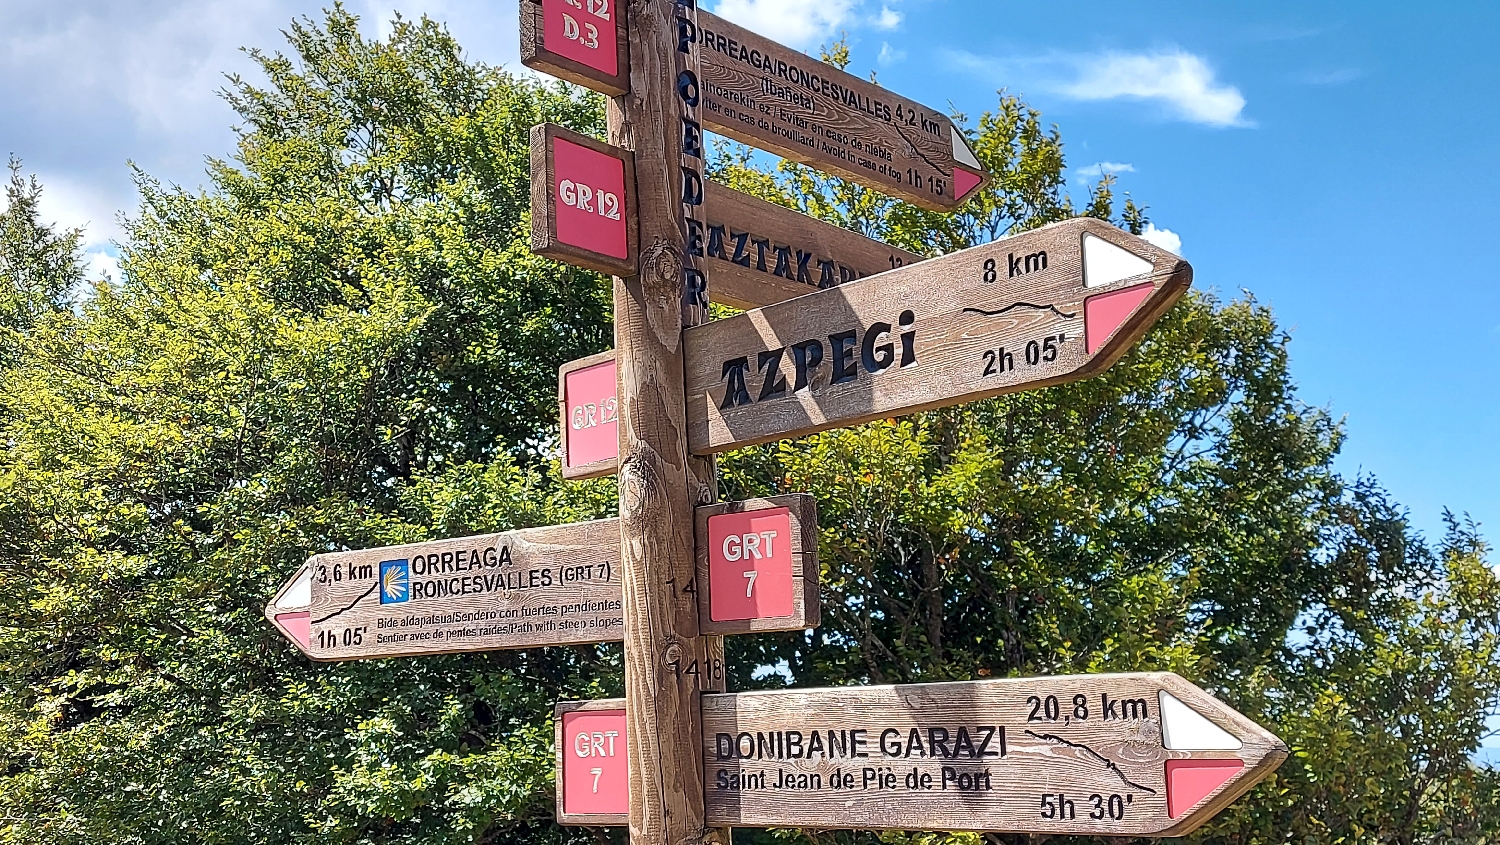 D.3
ORREAGA/RONCESVALLES 4,2 km
(Ibañeta)
ez / Evitar en caso de niebla
en cas de brouillard / Avoid in case of fog 1h 15'
GR 12
8 km
AZPEGi
2h 05'
GR 12
GRT
7
3,6 km ORREAGA
RONCESVALLES (GRT 7)
1h 05'
Bide aldapatsua/Sendero con fuertes pendientes
Sentier avec de pentes raides/Path with steep slopes
1418
GRT
7
20,8 km
DONIBANE GARAZI
Saint Jean de Piè de Port
5h 30'